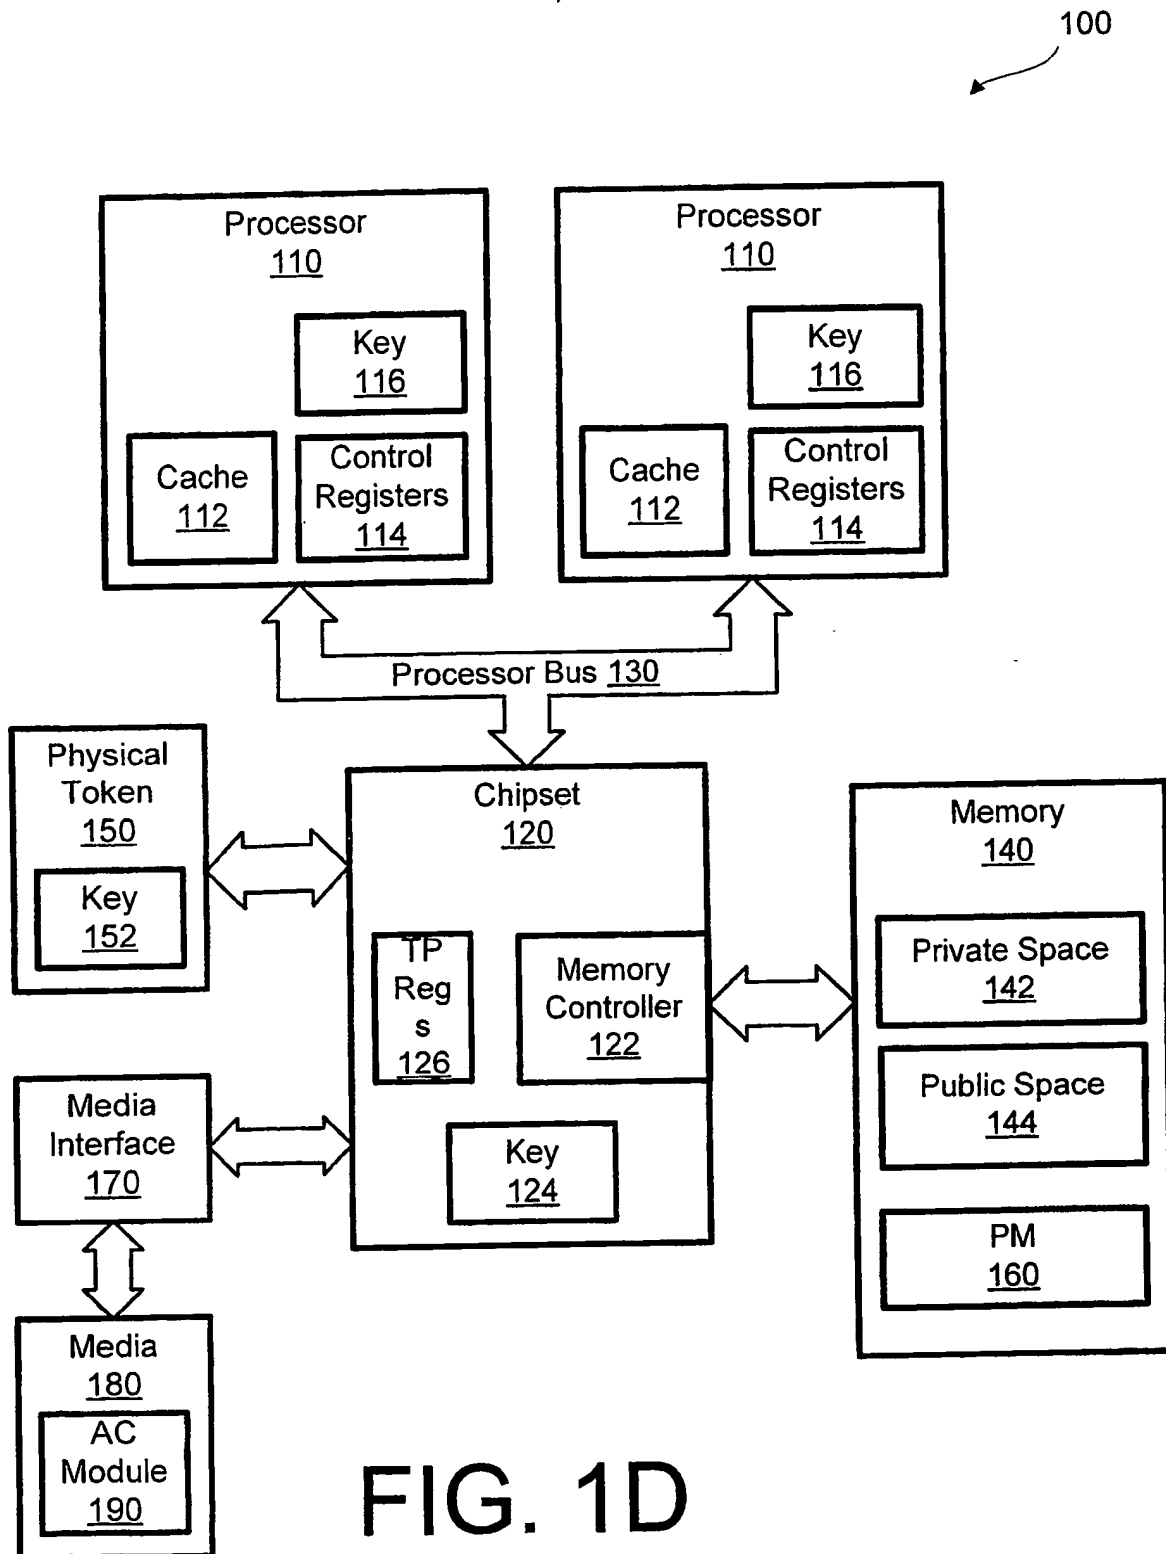 100
Processor
110
Key
116
Cache
112
Control
Registers
114
Processor
110
Key
116
Cache
112
Control
Registers
114
Processor Bus 130
Physical
Token
150
Key
152
Chipset
120
TP
Reg
s
126
Memory
Controller
122
Key
124
Memory
140
Private Space
142
Public Space
144
PM
160
Media
Interface
170
Media
180
AC
Module
190
FIG. 1D